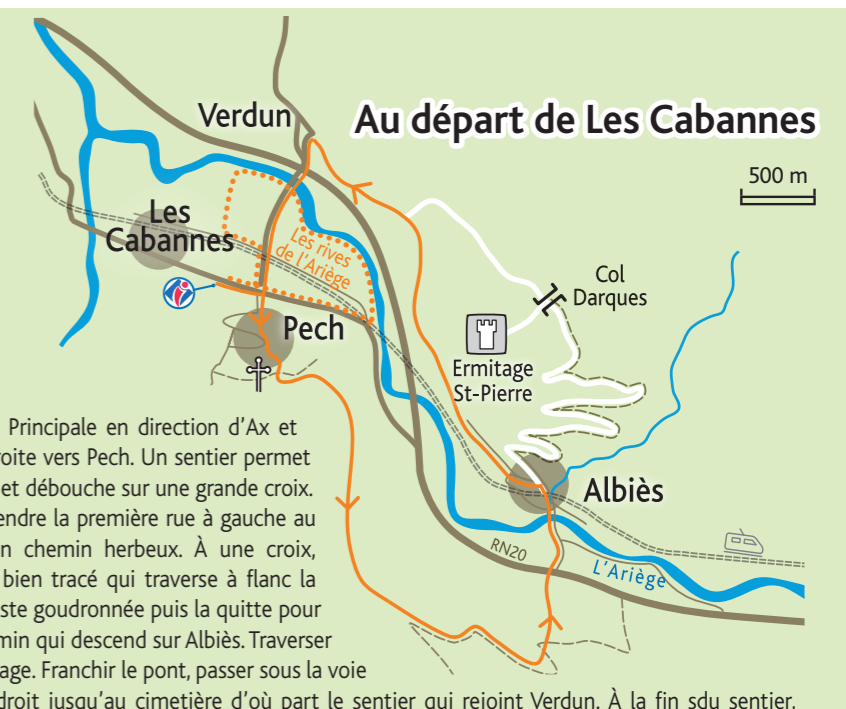 Au départ de Les Cabannes
500 m
Verdun
Les
Cabannes
Les rives
de l'Ariège
Pech
Col
Darques
Ermitage
St-Pierre
Albiès
RN20
L'Ariège
Principale en direction d'Ax et
roite vers Pech. Un sentier permet
et débouche sur une grande croix.
endre la première rue à gauche au
n chemin herbeux. À une croix,
bien tracé qui traverse à flanc la
ste goudronnée puis la quitte pour
min qui descend sur Albiès. Traverser
age. Franchir le pont, passer sous la voie
droit jusqu'au cimetière d'où part le sentier qui rejoint Verdun. À la fin sdu sentier,